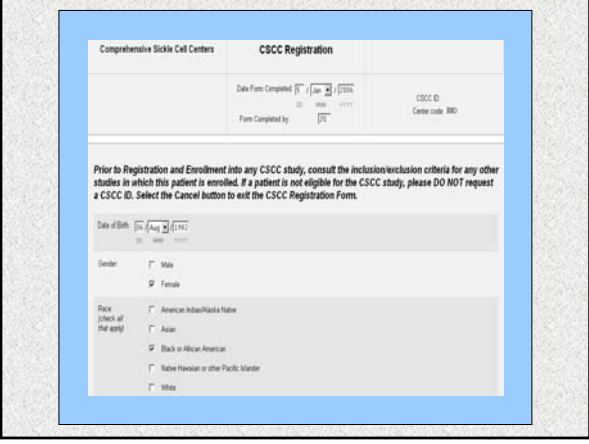 Comprehensive Sickle Cell Centers
CSCC Registration
Date Form Completed: 5 / Jan / 2006
DD MMM YYYY
CSCC ID:
Form Completed by:
Center code:
Prior to Registration and Enrollment into any CSCC study, consult the inclusion/exclusion criteria for any other
studies in which this patient is enrolled. If a patient is not eligible for the CSCC study, please DO NOT request
a CSCC ID. Select the Cancel button to exit the CSCC Registration Form.
Date of Birth: 06 / Aug / 1982
DD MMM YYYY
Gender: Male
Female
Race American Indian/Alaska Native
(check all
that apply) Asian
Black or African American
Native Hawaiian or other Pacific Islander
White